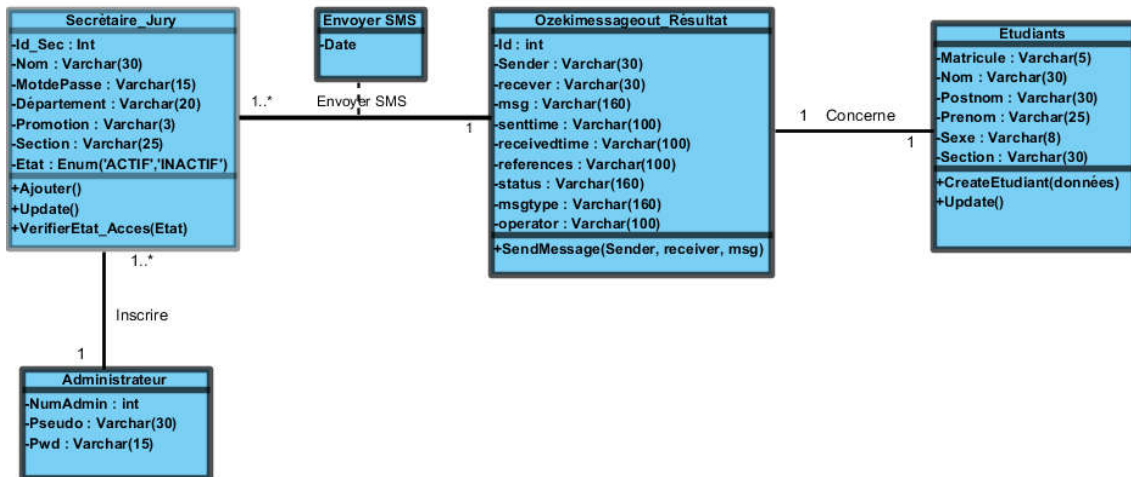 Secrètaire_Jury
-Id_Sec : Int
-Nom : Varchar(30)
-MotdePasse : Varchar(15)
-Département : Varchar(20)
-Promotion : Varchar(3)
-Section : Varchar(25)
-Etat : Enum('ACTIF','INACTIF')
+Ajouter()
+Update()
+VerifierEtat_Acces(Etat)
Envoyer SMS
-Date
1..*
Envoyer SMS
1
Ozekimessageout_Résultat
-Id : int
-Sender : Varchar(30)
-recever : Varchar(30)
-msg : Varchar(160)
-senttime : Varchar(100)
-receivedtime : Varchar(100)
-references : Varchar(100)
-status : Varchar(160)
-msgtype : Varchar(160)
-operator : Varchar(100)
+SendMessage(Sender, receiver, msg)
1
Concerne
1
Etudiants
-Matricule : Varchar(5)
-Nom : Varchar(30)
-Postnom : Varchar(30)
-Prenom : Varchar(25)
-Sexe : Varchar(8)
-Section : Varchar(30)
+CreateEtudiant(données)
+Update()
1..*
Inscrire
1
Administrateur
-NumAdmin : int
-Pseudo : Varchar(30)
-Pwd : Varchar(15)